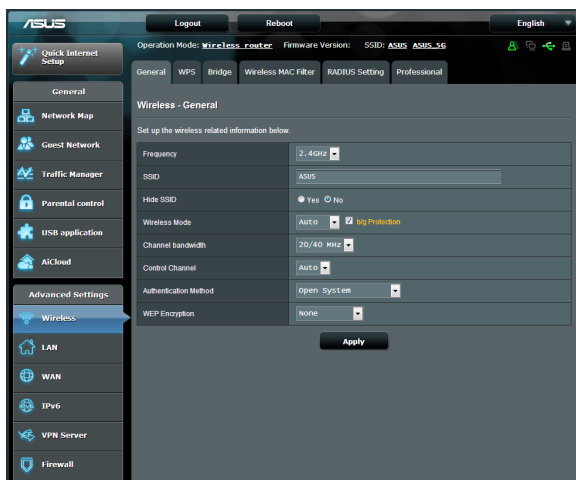 ASUS
Logout
Reboot
English
Quick Internet
Setup
Operation Mode: Wireless router Firmware Version: SSID: ASUS ASUS_5G
General WPS Bridge Wireless MAC Filter RADIUS Setting Professional
General
Network Map
Guest Network
Traffic Manager
Parental control
USB application
AiCloud
Advanced Settings
Wireless
LAN
WAN
IPv6
VPN Server
Firewall
Wireless - General
Set up the wireless related information below.
Frequency 2.4GHz
SSID ASUS
Hide SSID Yes No
Wireless Mode Auto b/g Protection
Channel bandwidth 20/40 MHz
Control Channel Auto
Authentication Method Open System
WEP Encryption None
Apply